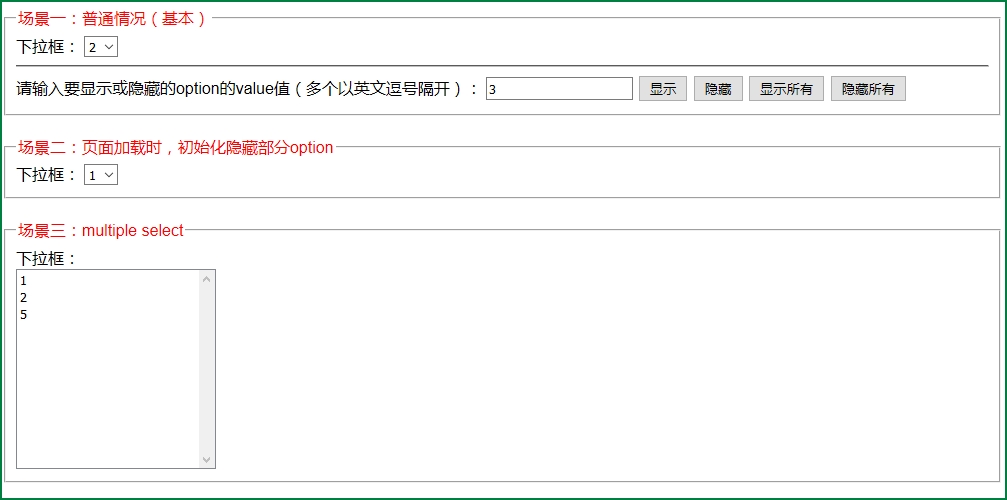 场景一：普通情况（基本）
下拉框： 2
请输入要显示或隐藏的option的value值（多个以英文逗号隔开）： 3 显示 隐藏 显示所有 隐藏所有
场景二：页面加载时，初始化隐藏部分option
下拉框： 1
场景三：multiple select
下拉框：
1
2
5